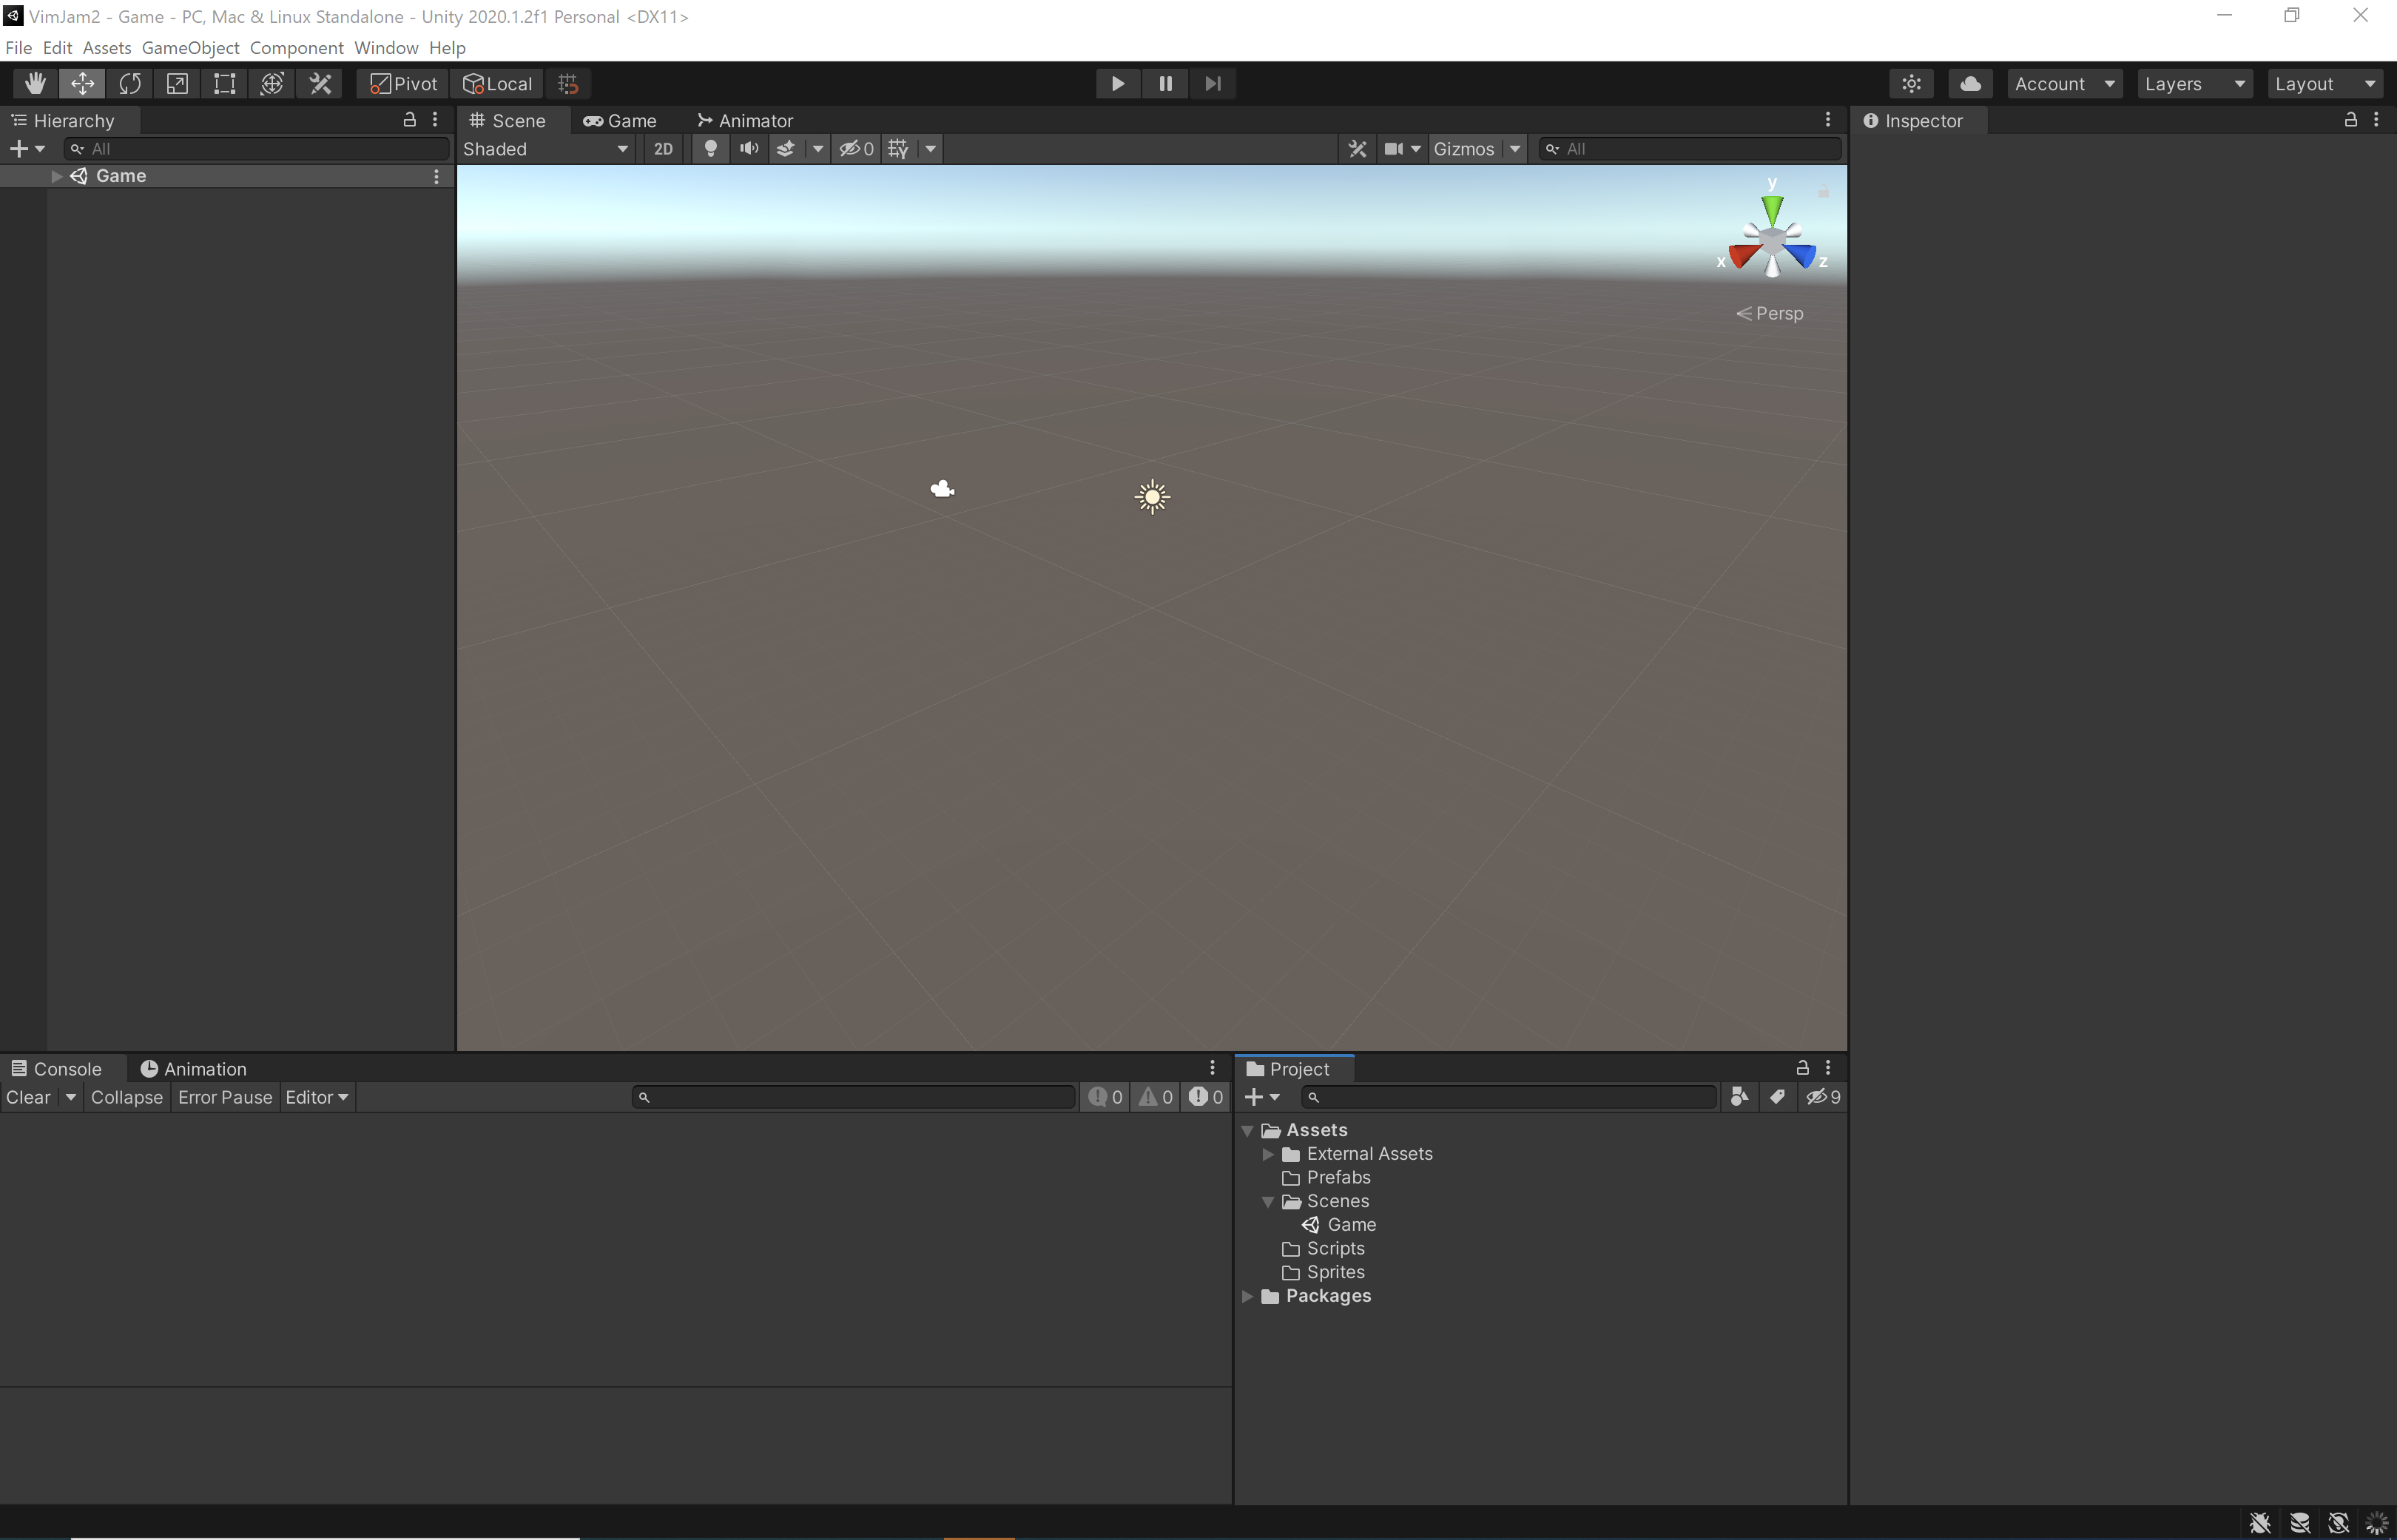 VimJam2 - Game - PC, Mac & Linux Standalone - Unity 2020.1.2f1 Personal <DX11>
File Edit Assets GameObject Component Window Help
Pivot Local Account Layers Layout
Hierarchy Scene Game Animator Inspector
All Shaded 2D 0 Gizmos All
Game
y
x z
Persp
Console Animation Project
Clear Collapse Error Pause Editor 0 0 0 9
Assets
External Assets
Prefabs
Scenes
Game
Scripts
Sprites
Packages